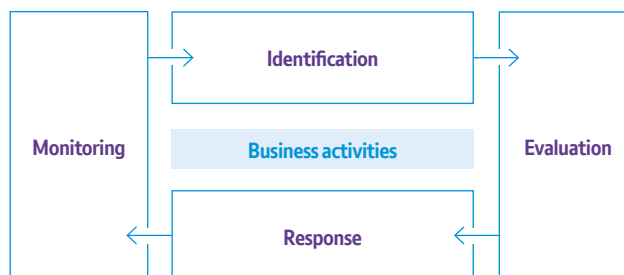 Identification
Monitoring
Business activities
Evaluation
Response